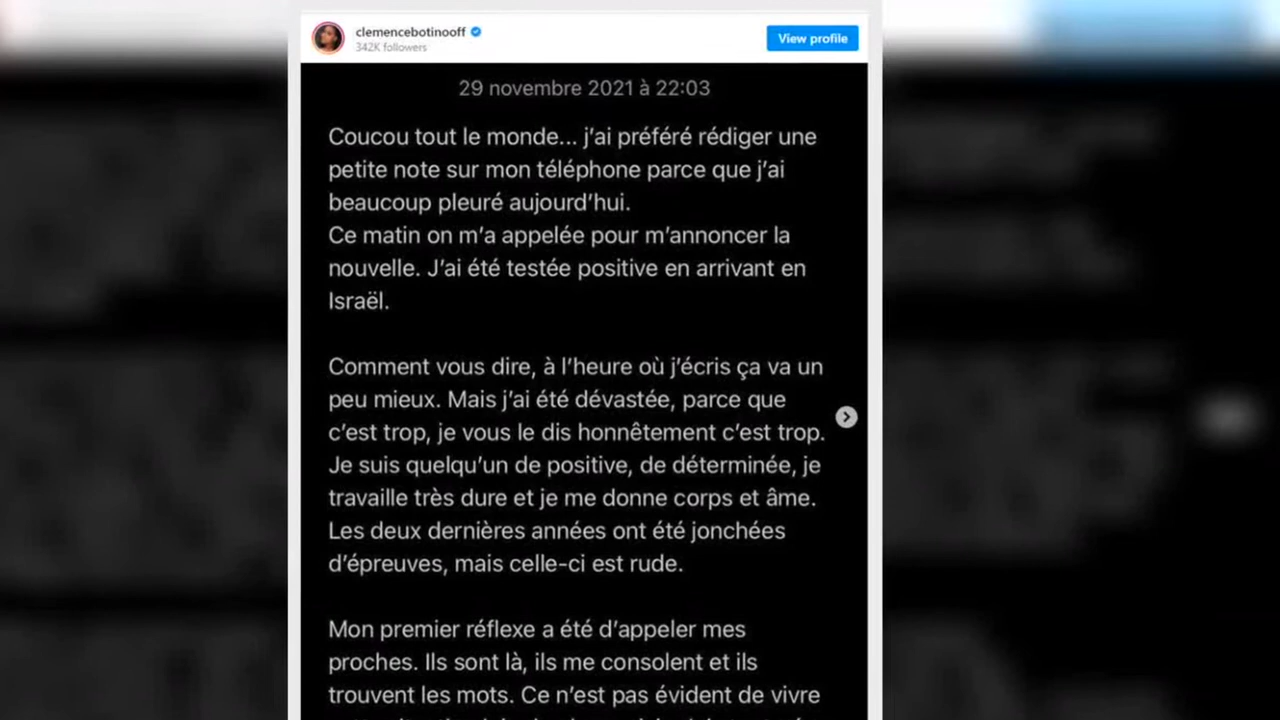 clemencebotinooff
342K followers
View profile
29 novembre 2021 à 22:03
Coucou tout le monde... j'ai préféré rédiger une
petite note sur mon téléphone parce que j'ai
beaucoup pleuré aujourd'hui.
Ce matin on m'a appelée pour m'annoncer la
nouvelle. J'ai été testée positive en arrivant en
Israël.
Comment vous dire, à l'heure où j'écris ça va un
peu mieux. Mais j'ai été dévastée, parce que
c'est trop, je vous le dis honnêtement c'est trop.
Je suis quelqu'un de positive, de déterminée, je
travaille très dure et je me donne corps et âme.
Les deux dernières années ont été jonchées
d'épreuves, mais celle-ci est rude.
Mon premier réflexe a été d'appeler mes
proches. Ils sont là, ils me consolent et ils
trouvent les mots. Ce n'est pas évident de vivre